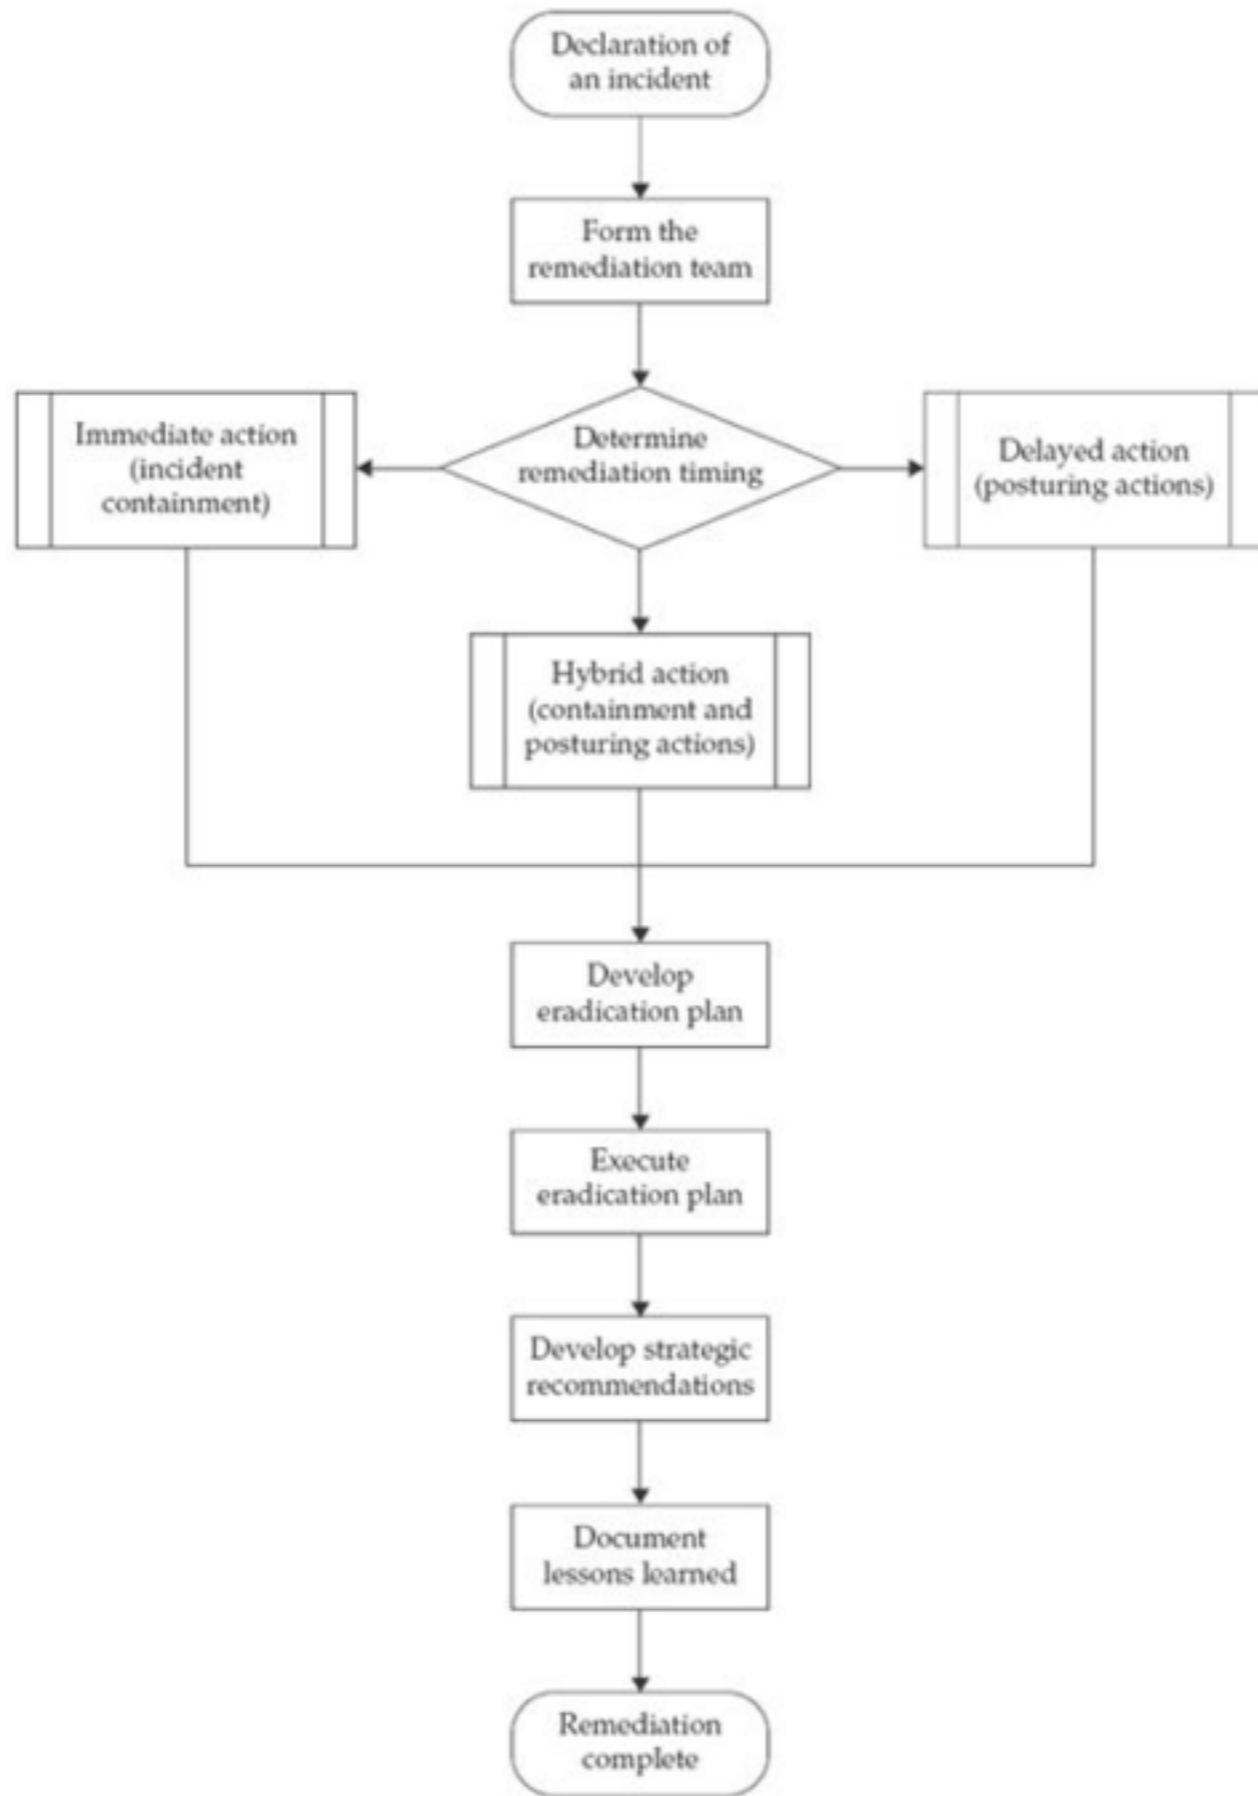 Declaration of
an incident
Form the
remediation team
Determine
remediation timing
Immediate action
(incident
containment)
Delayed action
(posturing actions)
Hybrid action
(containment and
posturing actions)
Develop
eradication plan
Execute
eradication plan
Develop strategic
recommendations
Document
lessons learned
Remediation
complete